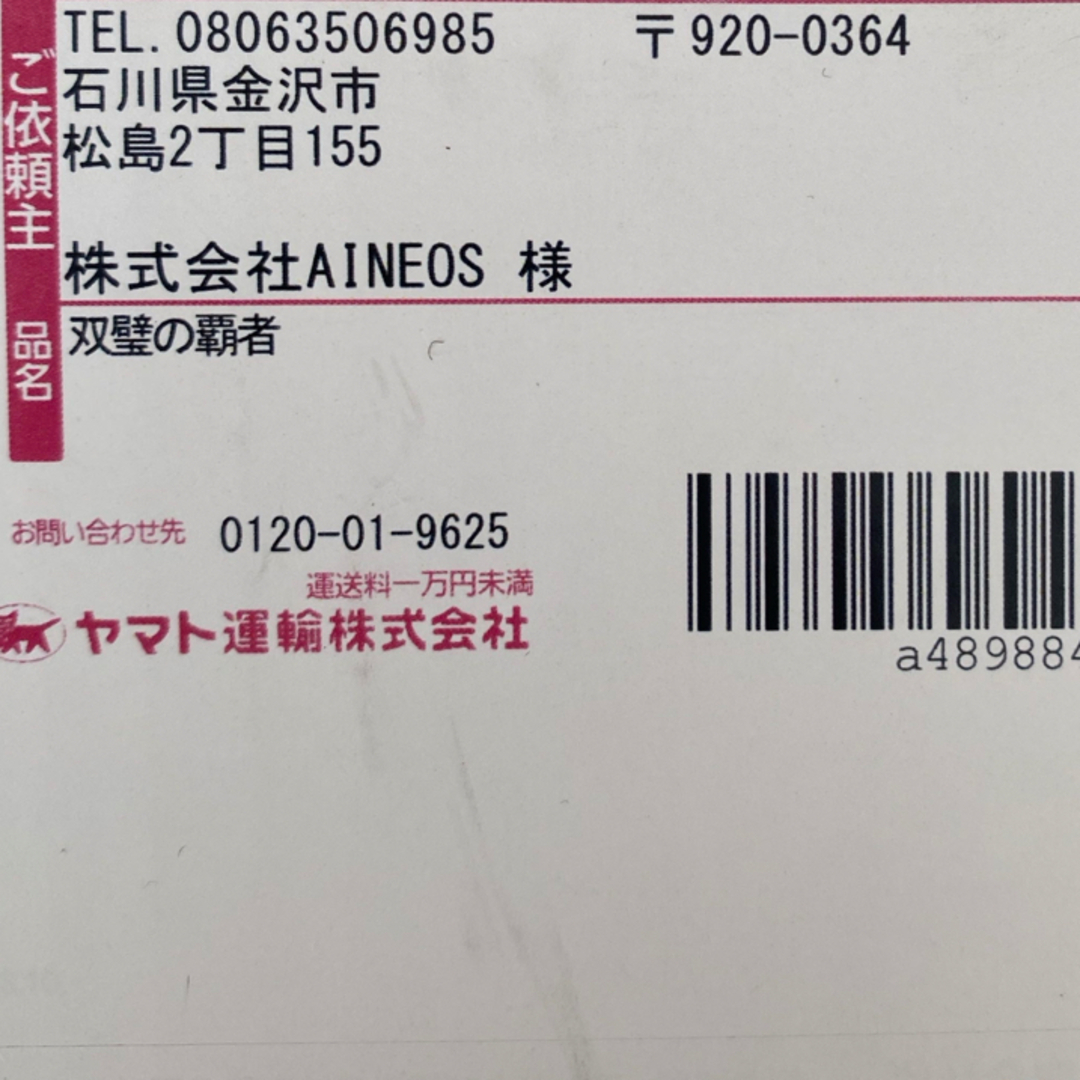 ご依頼主
TEL. 08063506985 〒920-0364
石川県金沢市
松島2丁目155
株式会社AINEOS 様
品名
双璧の覇者
お問い合わせ先 0120-01-9625
運送料一万円未満
ヤマト運輸株式会社
a489884